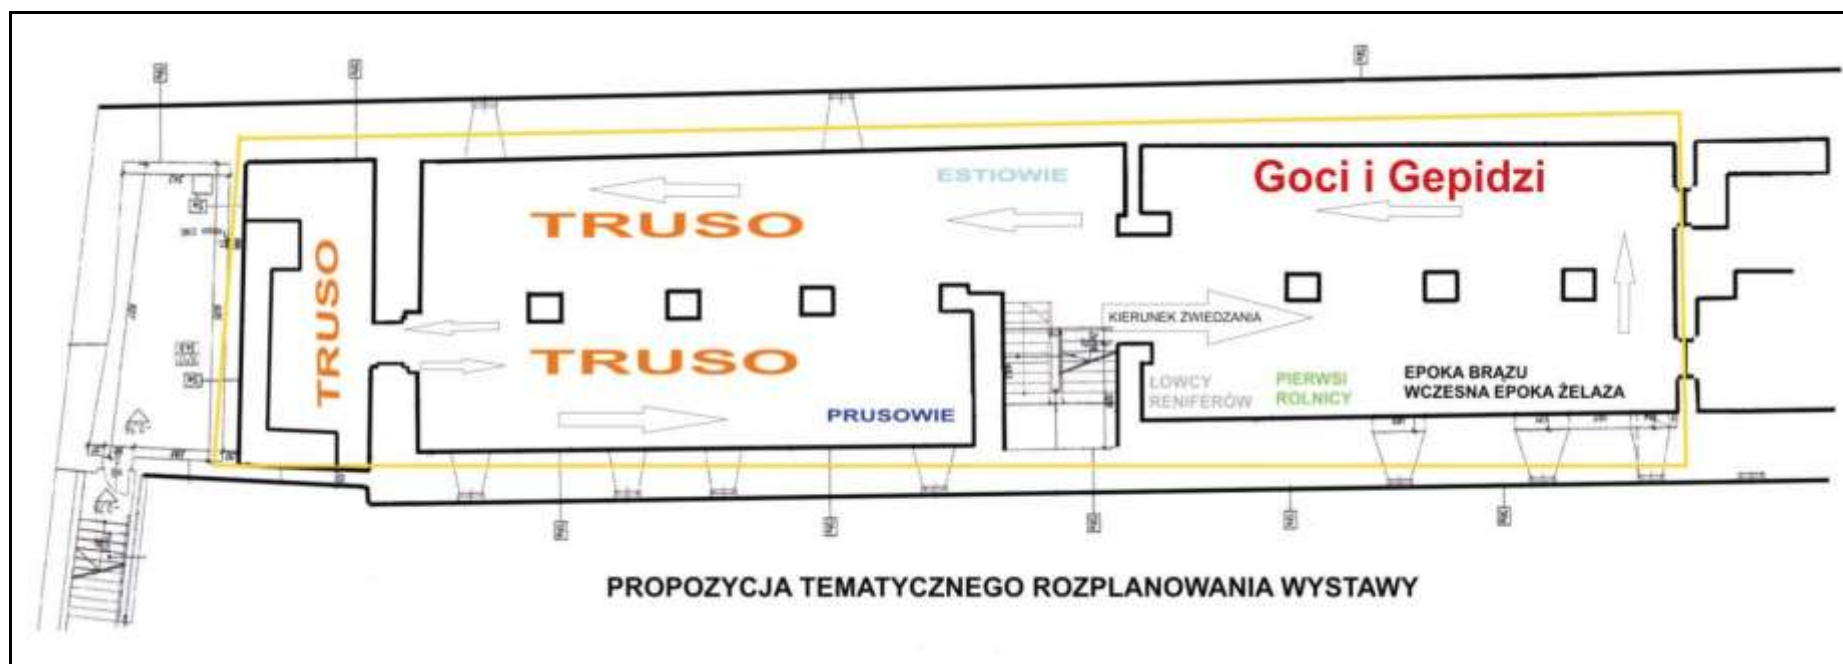 ESTIOWIE
Goci i Gepidzi
TRUSO
TRUSO
KIERUNEK ZWIEDZANIA
TRUSO
ŁOWCY
RENIFERÓW
PIERWSI
ROLNICY
EPOKA BRĄZU
WCZESNA EPOKA ŻELAZA
PRUSOWIE
PROPOZYCJA TEMATYCZNEGO ROZPLANOWANIA WYSTAWY